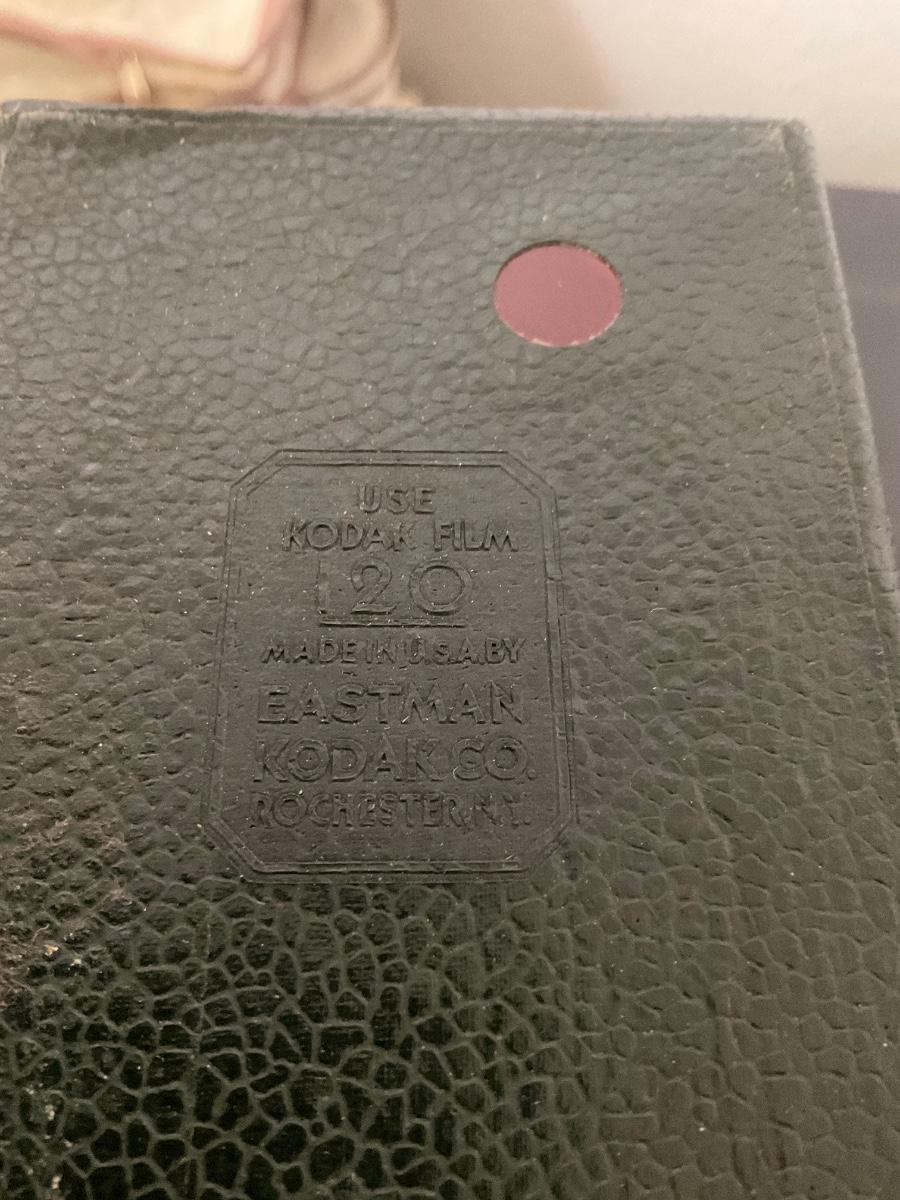 USE
KODAK FILM
120
MADE IN U.S.A. BY
EASTMAN
KODAK CO.
ROCHESTER, N.Y.